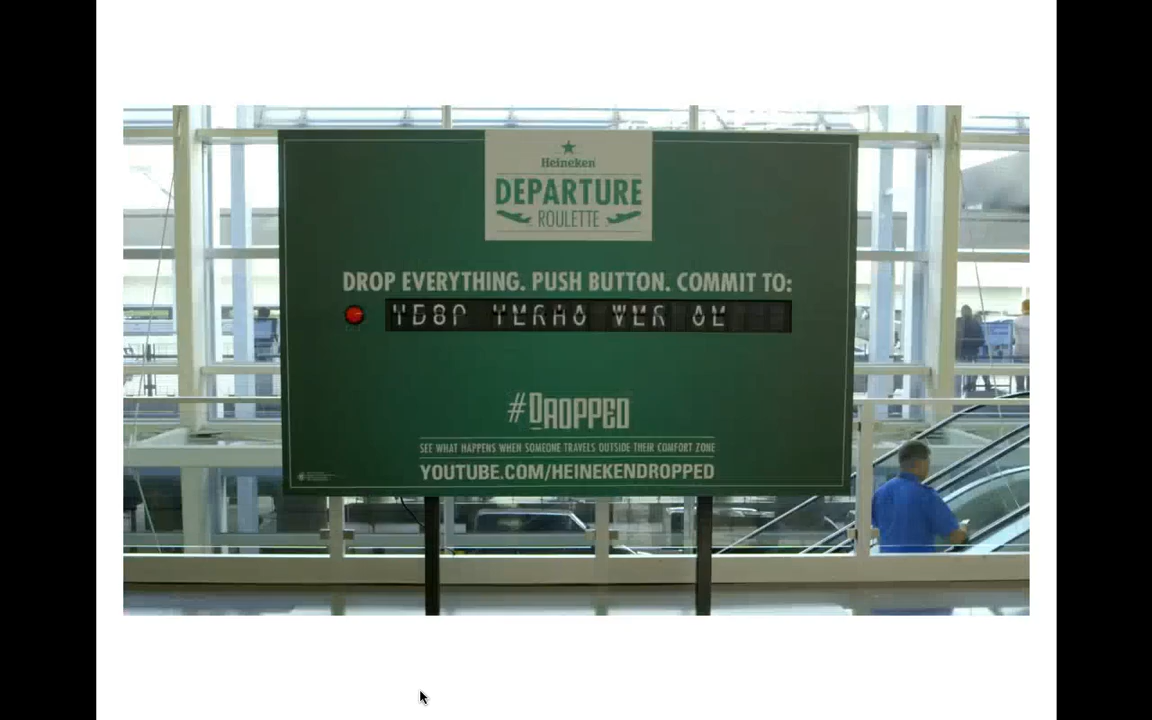 Heineken
DEPARTURE
ROULETTE
DROP EVERYTHING. PUSH BUTTON. COMMIT TO:
#DROPPED
SEE WHAT HAPPENS WHEN SOMEONE TRAVELS OUTSIDE THEIR COMFORT ZONE
YOUTUBE.COM/HEINEKENDROPPED